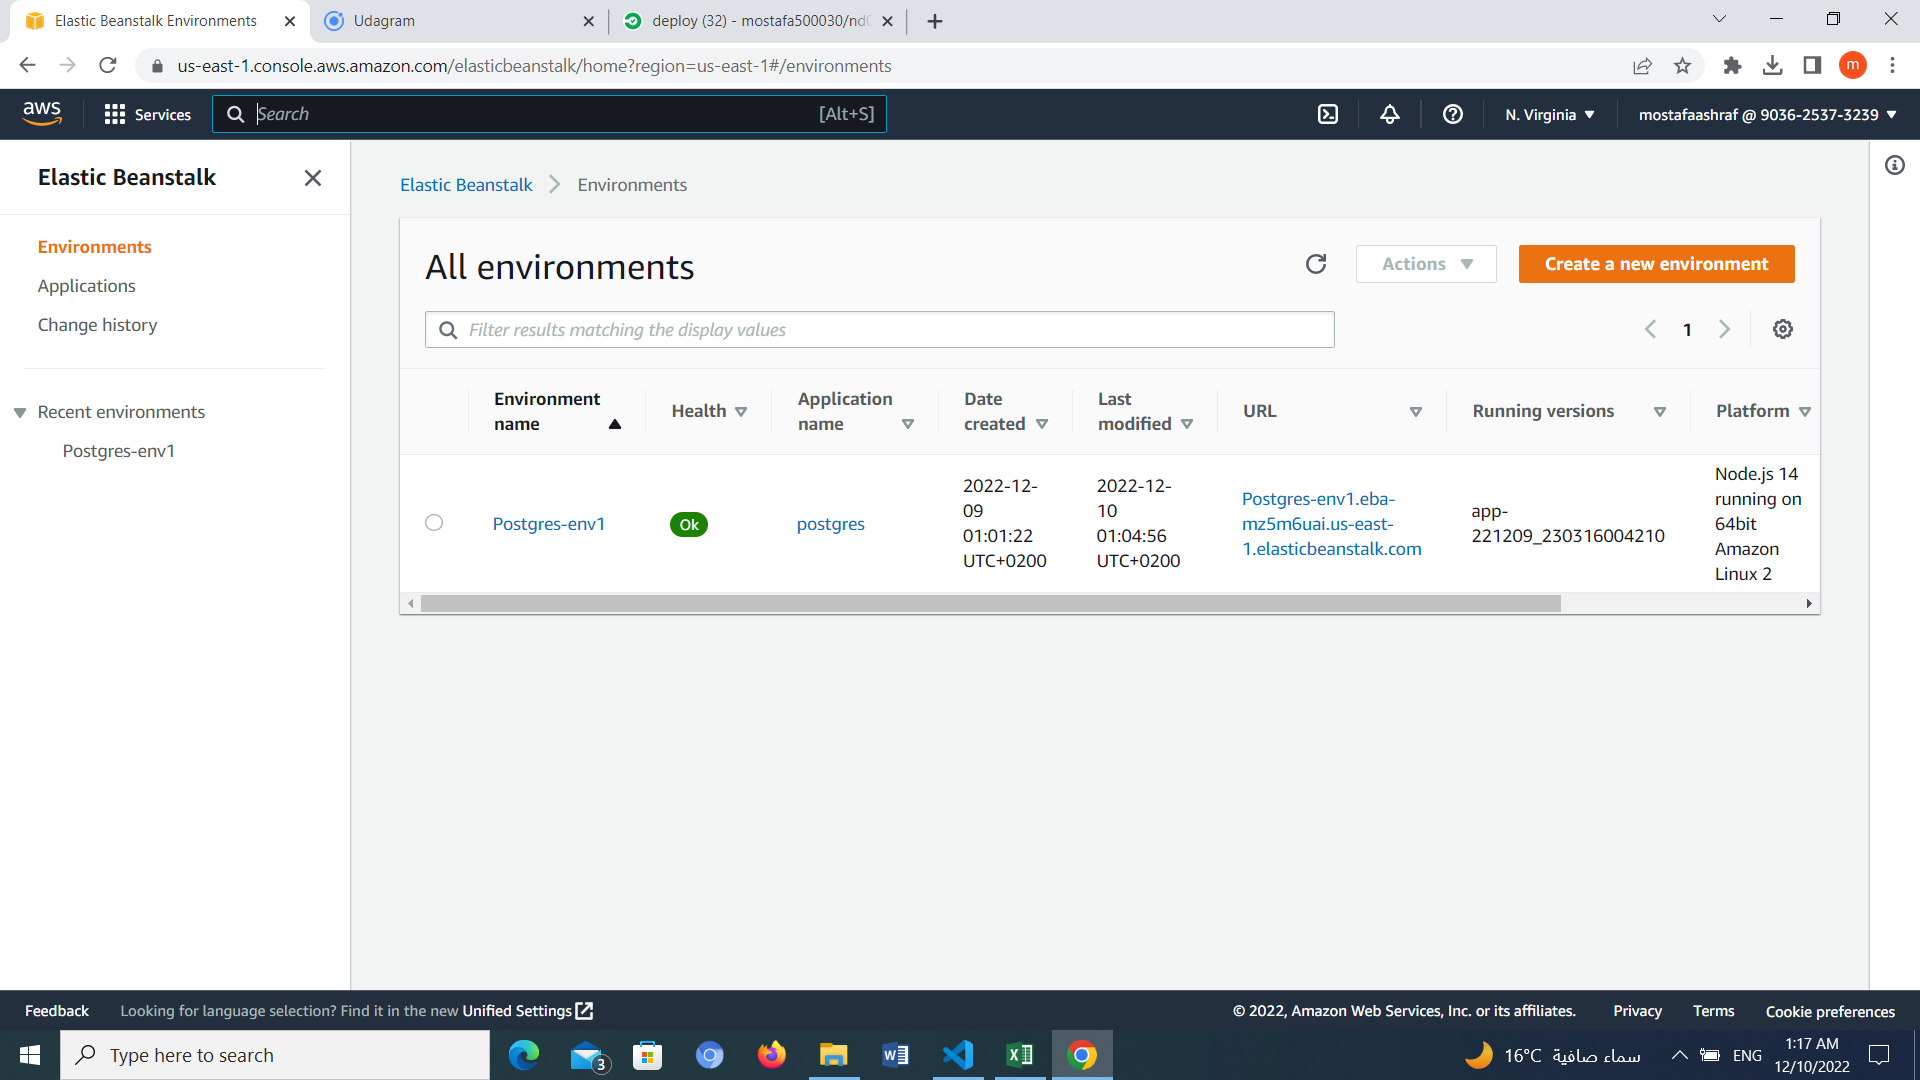 Elastic Beanstalk Environments
Udagram
deploy (32) - mostafa500030/nd
us-east-1.console.aws.amazon.com/elasticbeanstalk/home?region=us-east-1#/environments
m
aws
Services
Search
[Alt+S]
N. Virginia
mostafaashraf @ 9036-2537-3239
Elastic Beanstalk
Environments
Applications
Change history
Recent environments
Postgres-env1
Elastic Beanstalk
Environments
All environments
Actions
Create a new environment
Filter results matching the display values
1
Environment
name
Health
Application
name
Date
created
Last
modified
URL
Running versions
Platform
Postgres-env1
Ok
postgres
2022-12-
09
01:01:22
UTC+0200
2022-12-
10
01:04:56
UTC+0200
Postgres-env1.eba-
mz5m6uai.us-east-
1.elasticbeanstalk.com
app-
221209_230316004210
Node.js 14
running on
64bit
Amazon
Linux 2
Feedback
Looking for language selection? Find it in the new Unified Settings
© 2022, Amazon Web Services, Inc. or its affiliates.
Privacy
Terms
Cookie preferences
Type here to search
3
16°C سماء صافية
ENG
1:17 AM
12/10/2022